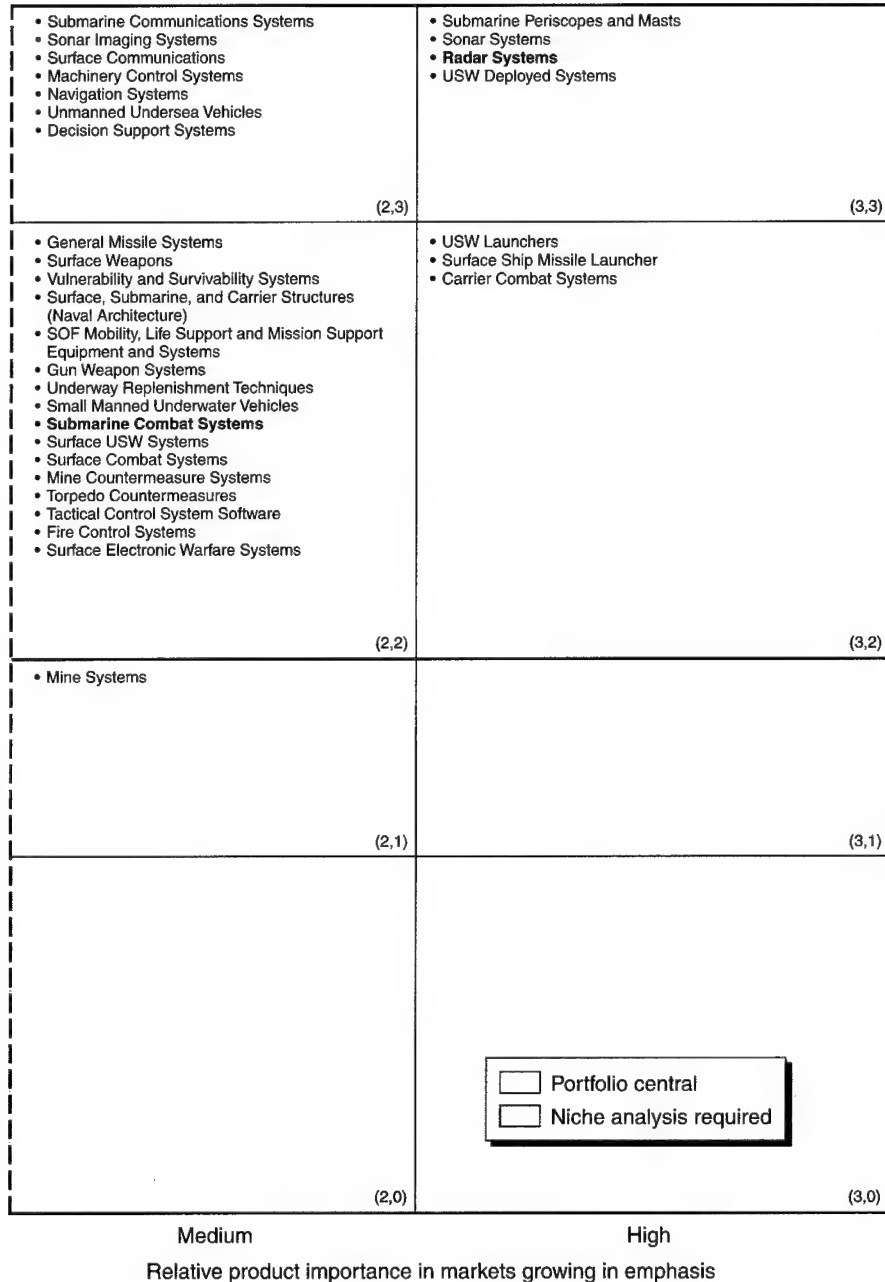 • Submarine Communications Systems
• Sonar Imaging Systems
• Surface Communications
• Machinery Control Systems
• Navigation Systems
• Unmanned Undersea Vehicles
• Decision Support Systems
(2,3)
• Submarine Periscopes and Masts
• Sonar Systems
• Radar Systems
• USW Deployed Systems
(3,3)
• General Missile Systems
• Surface Weapons
• Vulnerability and Survivability Systems
• Surface, Submarine, and Carrier Structures
(Naval Architecture)
• SOF Mobility, Life Support and Mission Support
Equipment and Systems
• Gun Weapon Systems
• Underway Replenishment Techniques
• Small Manned Underwater Vehicles
• Submarine Combat Systems
• Surface USW Systems
• Surface Combat Systems
• Mine Countermeasure Systems
• Torpedo Countermeasures
• Tactical Control System Software
• Fire Control Systems
• Surface Electronic Warfare Systems
(2,2)
• USW Launchers
• Surface Ship Missile Launcher
• Carrier Combat Systems
(3,2)
• Mine Systems
(2,1)
(3,1)
(2,0)
Portfolio central
Niche analysis required
(3,0)
Medium
High
Relative product importance in markets growing in emphasis